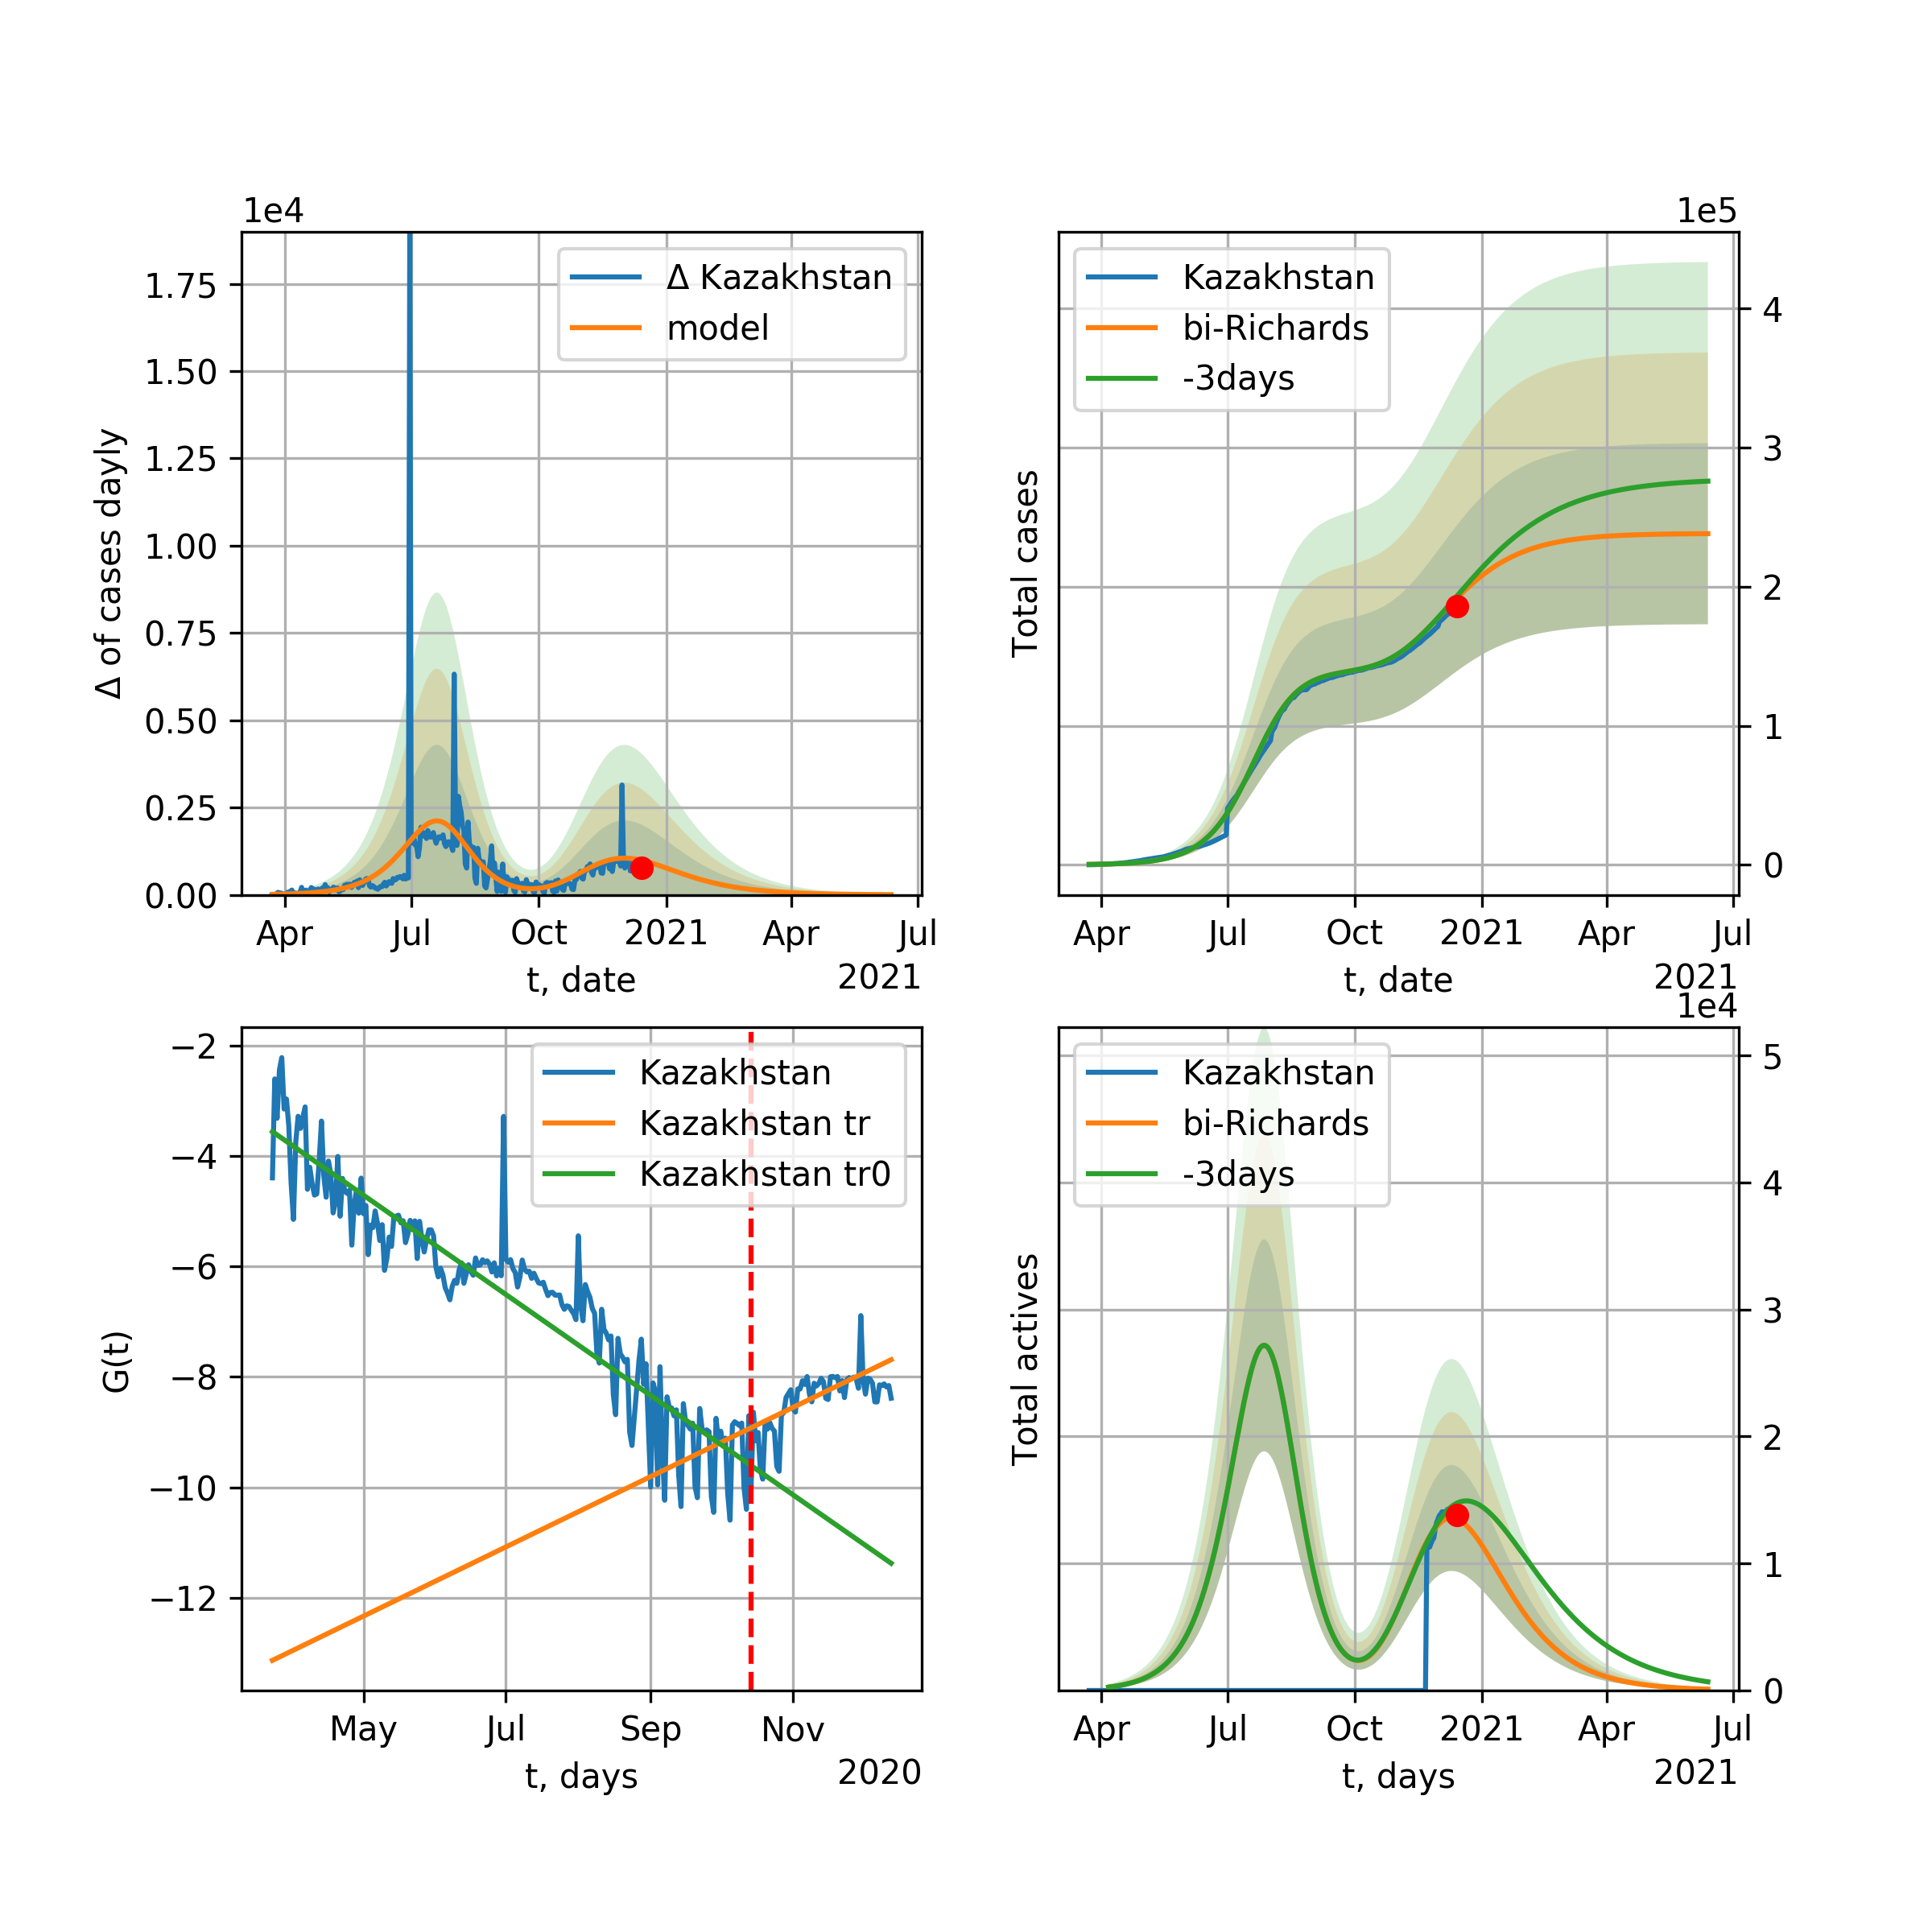 1e4
Δ of cases dayly
1.75
1.50
1.25
1.00
0.75
0.50
0.25
0.00
Δ Kazakhstan
model
Apr Jul Oct 2021 Apr Jul
t, date
2021
1e5
Total cases
Kazakhstan
bi-Richards
-3days
4
3
2
1
0
Apr Jul Oct 2021 Apr Jul
t, date
2021
G(t)
−2
−4
−6
−8
−10
−12
Kazakhstan
Kazakhstan tr
Kazakhstan tr0
May Jul Sep Nov
t, days
2020
1e4
Total actives
Kazakhstan
bi-Richards
-3days
5
4
3
2
1
0
Apr Jul Oct 2021 Apr Jul
t, days
2021